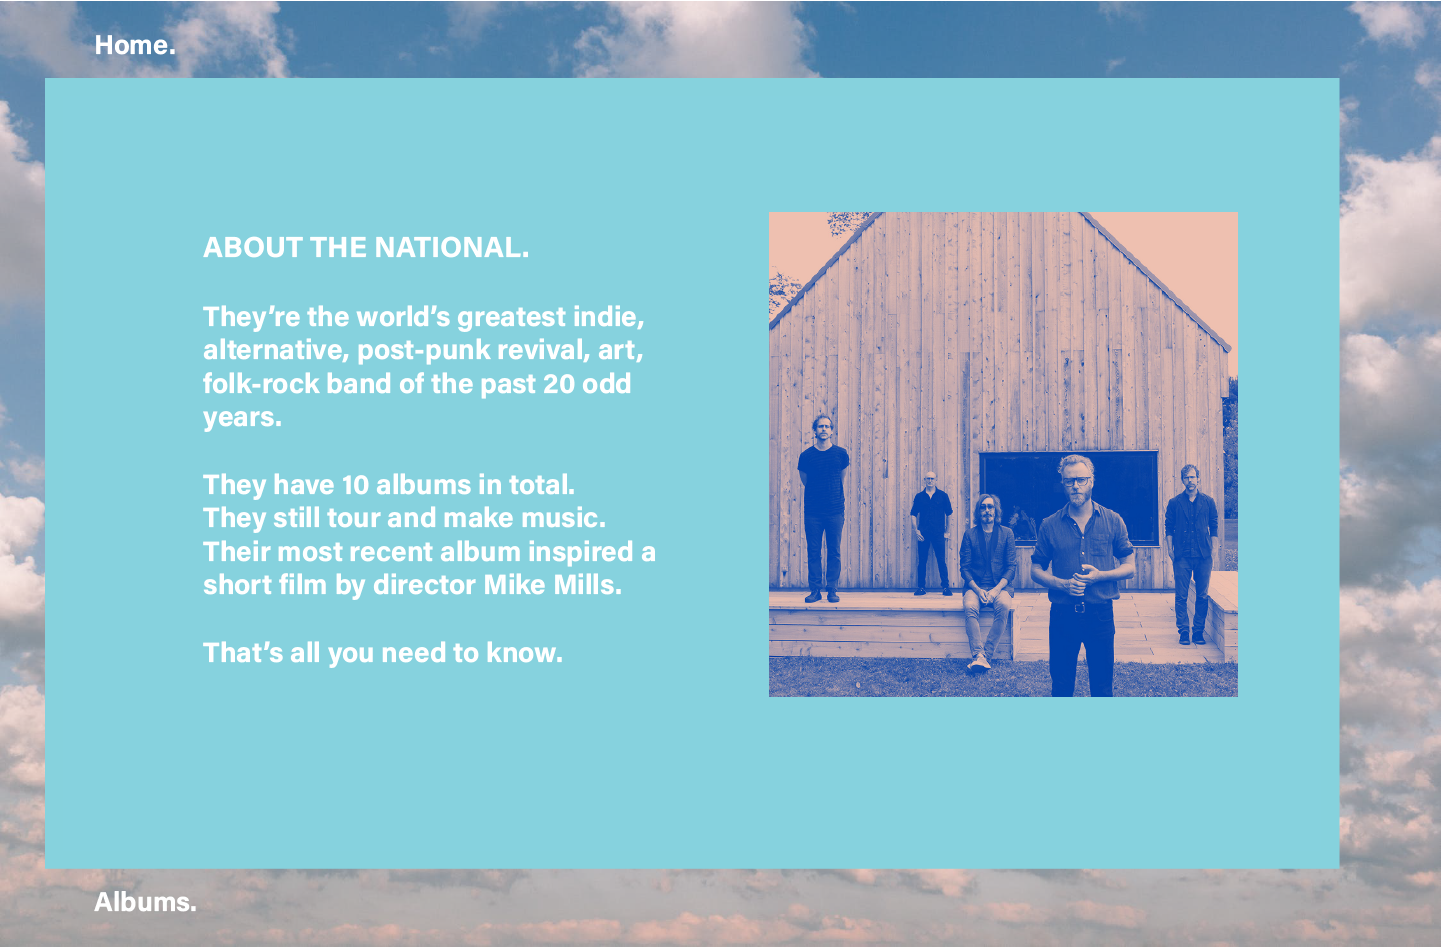 Home.
ABOUT THE NATIONAL.
They’re the world’s greatest indie,
alternative, post-punk revival, art,
folk-rock band of the past 20 odd
years.
They have 10 albums in total.
They still tour and make music.
Their most recent album inspired a
short film by director Mike Mills.
That’s all you need to know.
Albums.